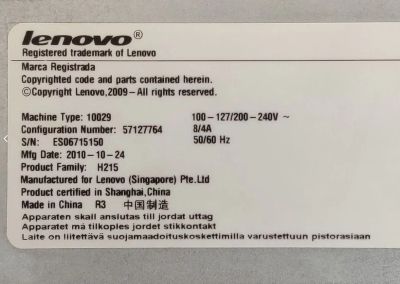 lenovo®
Registered trademark of Lenovo
Marca Registrada
Copyrighted code and parts contained herein.
©Copyright Lenovo,2009– All rights reserved.
Machine Type: 10029 100–127/200–240V ~
Configuration Number: 57127764 8/4A
S/N: ES06715150 50/60 Hz
Mfg Date: 2010-10-24
Product Family: H215
Manufactured for Lenovo (Singapore) Pte.Ltd
Product certified in Shanghai,China
Made in China R3 中国制造
Apparaten skall anslutas till jordat uttag
Apparatet må tilkoples jordet stikkontakt
Laite on liitettävä suojamaadoituskoskettimilla varustettuun pistorasiaan